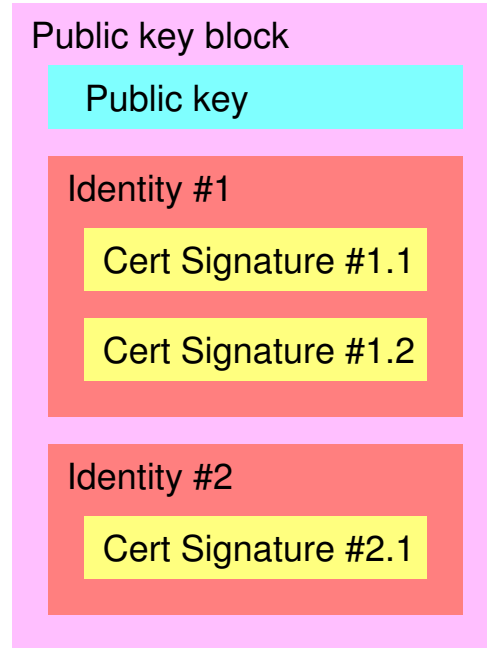 Public key block
Public key
Identity #1
Cert Signature #1.1
Cert Signature #1.2
Identity #2
Cert Signature #2.1